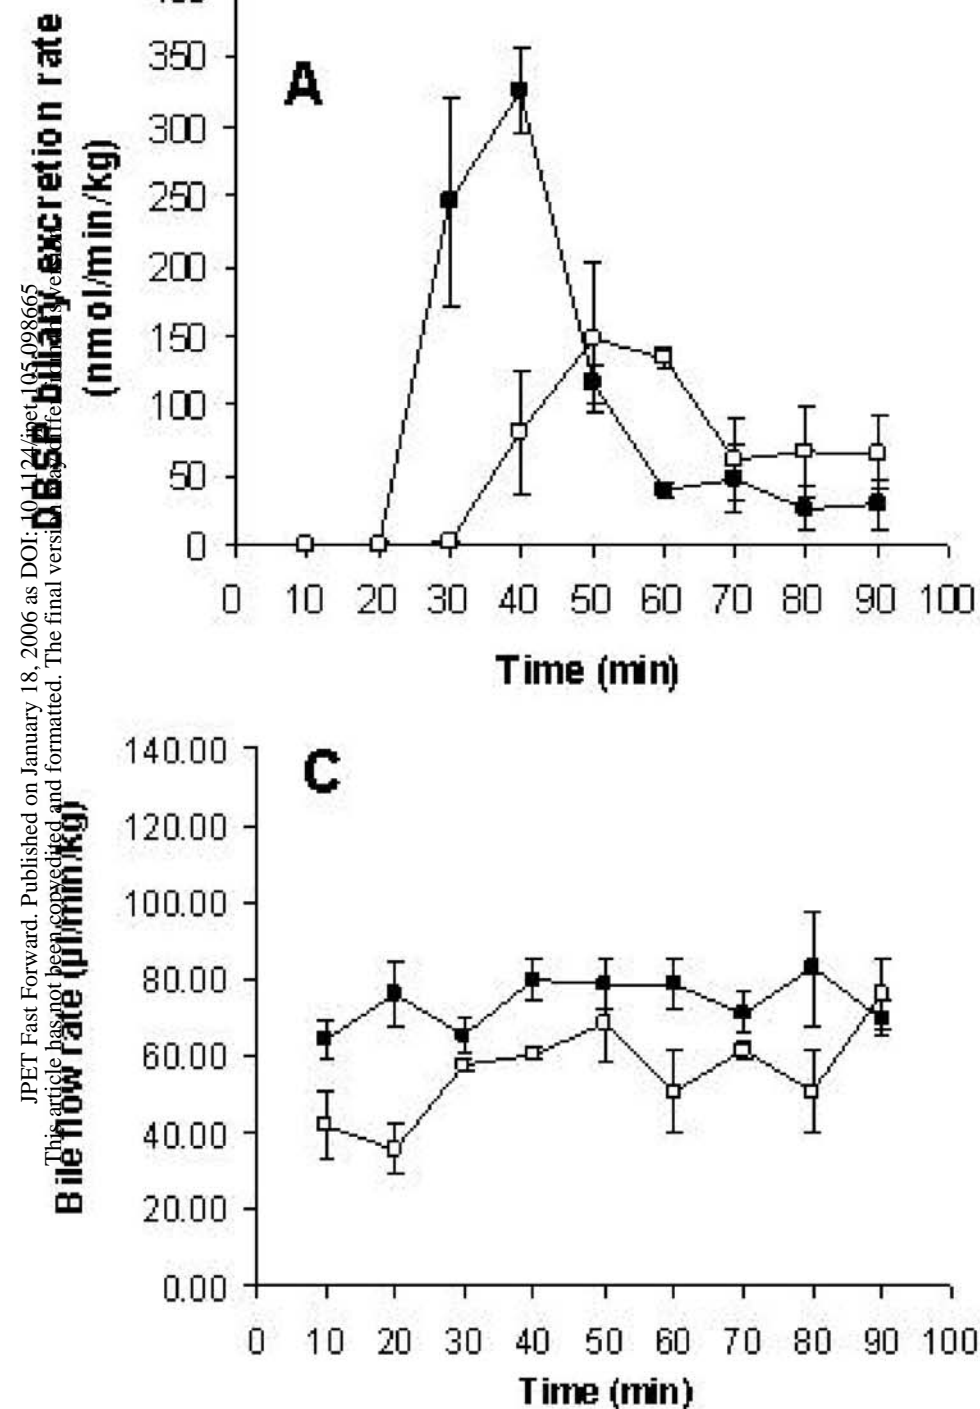 JPET Fast Forward. Published on January 18, 2006 as DOI: 10.1124/jpet.105.098665
This article has not been copyedited and formatted. The final version may differ from this version.
DBSP biliary excretion rate
(nmol/min/kg)
A
350
300
250
200
150
100
50
0
0 10 20 30 40 50 60 70 80 90 100
Time (min)
Bile flow rate (µl/min/kg)
C
140.00
120.00
100.00
80.00
60.00
40.00
20.00
0.00
0 10 20 30 40 50 60 70 80 90 100
Time (min)